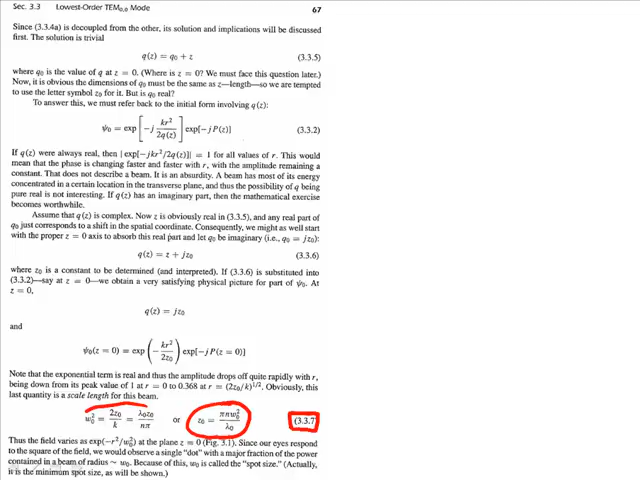 Sec. 3.3 Lowest-Order TEM₀,₀ Mode 67
Since (3.3.4a) is decoupled from the other, its solution and implications will be discussed
first. The solution is trivial
q(z) = q₀ + z (3.3.5)
where q₀ is the value of q at z = 0. (Where is z = 0? We must face this question later.)
Now, it is obvious the dimensions of q₀ must be the same as z—length—so we are tempted
to use the letter symbol z₀ for it. But is q₀ real?
To answer this, we must refer back to the initial form involving q(z):
ψ₀ = exp[−j kr²/2q(z)] exp[−jP(z)] (3.3.2)
If q(z) were always real, then |exp[−jkr²/2q(z)]| = 1 for all values of r. This would
mean that the phase is changing faster and faster with r, with the amplitude remaining a
constant. That does not describe a beam. It is an absurdity. A beam has most of its energy
concentrated in a certain location in the transverse plane, and thus the possibility of q being
pure real is not interesting. If q(z) has an imaginary part, then the mathematical exercise
becomes worthwhile.
Assume that q(z) is complex. Now z is obviously real in (3.3.5), and any real part of
q₀ just corresponds to a shift in the spatial coordinate. Consequently, we might as well start
with the proper z = 0 axis to absorb this real part and let q₀ be imaginary (i.e., q₀ = jz₀):
q(z) = z + jz₀ (3.3.6)
where z₀ is a constant to be determined (and interpreted). If (3.3.6) is substituted into
(3.3.2)—say at z = 0—we obtain a very satisfying physical picture for part of ψ₀. At
z = 0,
q(z) = jz₀
and
ψ₀(z = 0) = exp(−kr²/2z₀) exp[−jP(z = 0)]
Note that the exponential term is real and thus the amplitude drops off quite rapidly with r,
being down from its peak value of 1 at r = 0 to 0.368 at r = (2z₀/k)^1/2. Obviously, this
last quantity is a scale length for this beam.
w₀² = 2z₀/k = λ₀z₀/nπ or z₀ = πnw₀²/λ₀ (3.3.7)
Thus the field varies as exp(−r²/w₀²) at the plane z = 0 (Fig. 3.1). Since our eyes respond
to the square of the field, we would observe a single "dot" with a major fraction of the power
contained in a beam of radius ~ w₀. Because of this, w₀ is called the "spot size." (Actually,
it is the minimum spot size, as will be shown.)